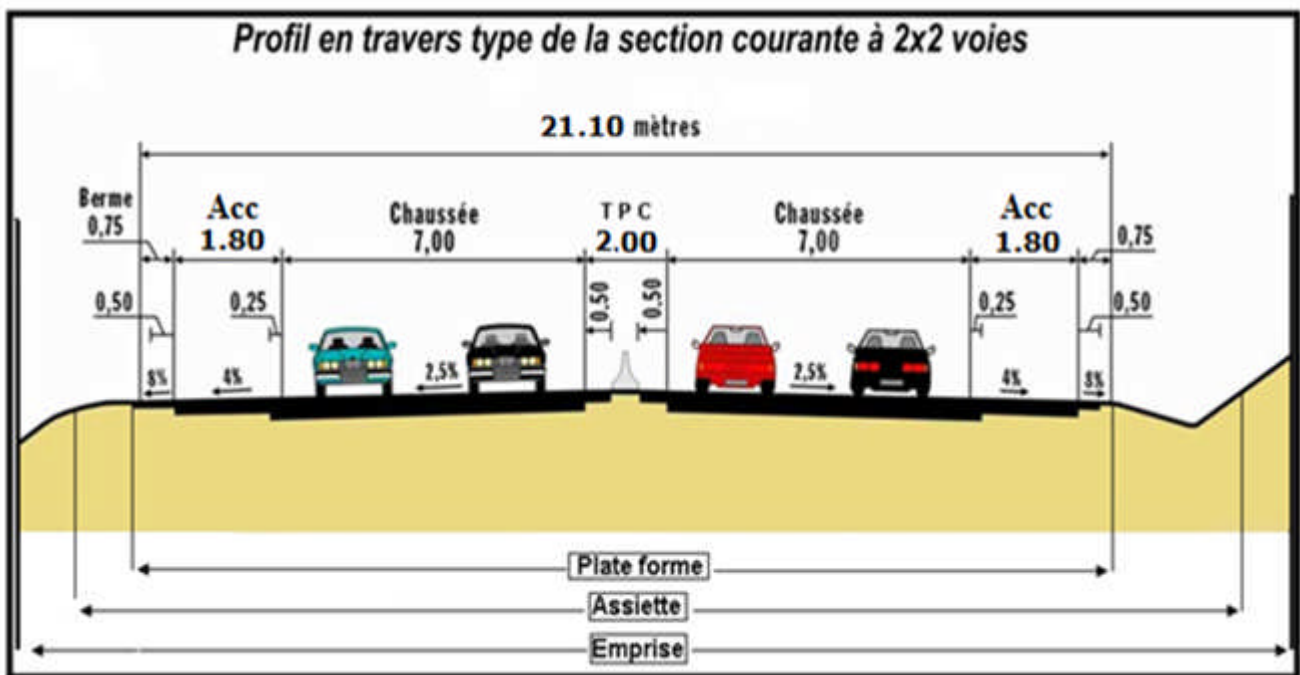 Profil en travers type de la section courante à 2x2 voies
21.10 mètres
Berme
0,75
Acc
1.80
Chaussée
7,00
T P C
2.00
Chaussée
7,00
Acc
1.80
0,75
0,50
0,25
0.50
0.50
0,25
0,50
8%
4%
2,5%
2,5%
4%
8%
Plate forme
Assiette
Emprise